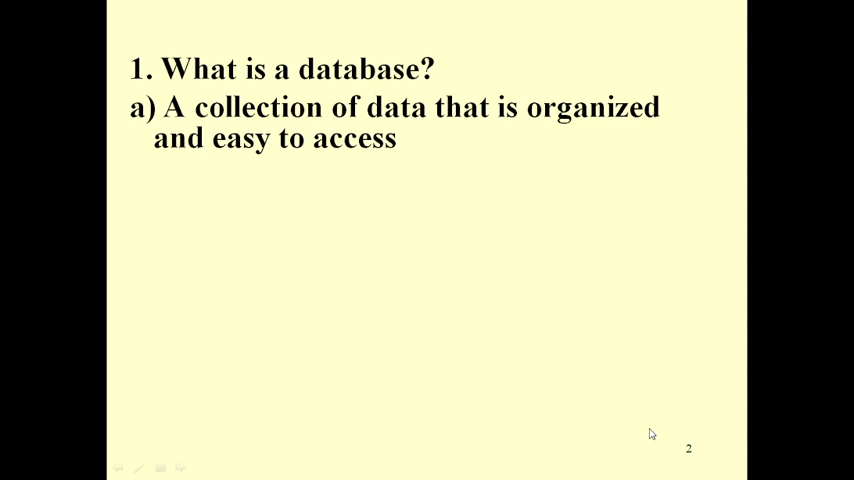 1. What is a database?
a) A collection of data that is organized
and easy to access
2